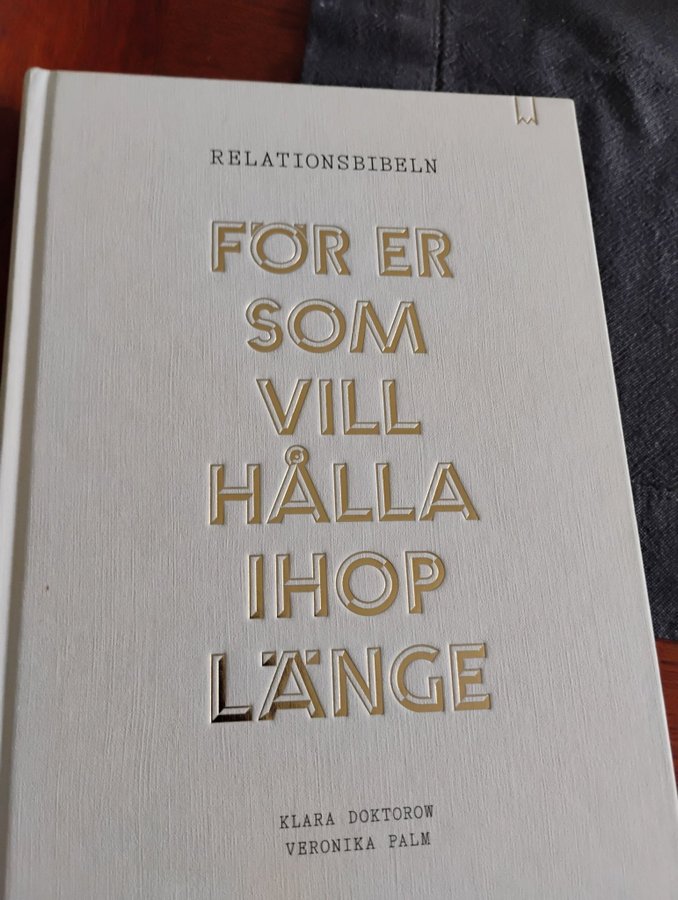 RELATIONSBIBELN
FÖR ER
SOM
VILL
HÅLLA
IHOP
LÄNGE
KLARA DOKTOROW
VERONIKA PALM